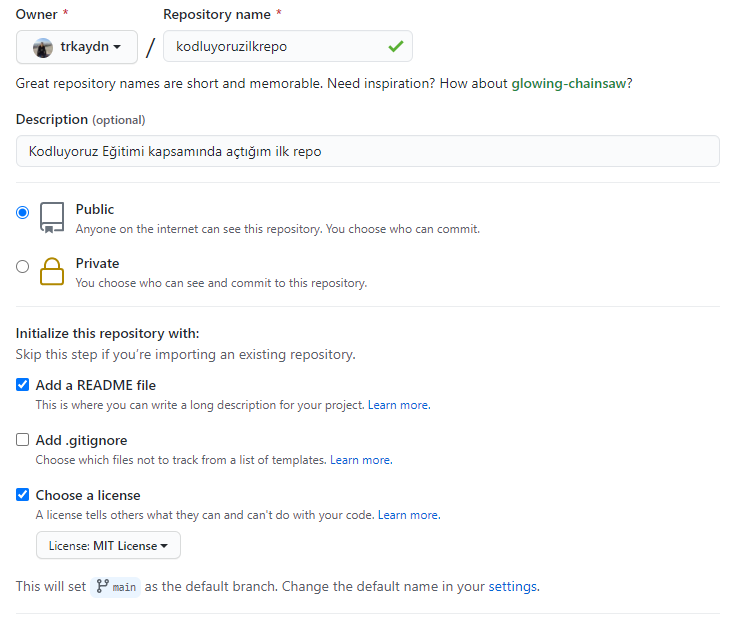 Owner * Repository name *
trkaydn / kodluyoruzilkrepo
Great repository names are short and memorable. Need inspiration? How about glowing-chainsaw?
Description (optional)
Kodluyoruz Eğitimi kapsamında açtığım ilk repo
Public
Anyone on the internet can see this repository. You choose who can commit.
Private
You choose who can see and commit to this repository.
Initialize this repository with:
Skip this step if you're importing an existing repository.
Add a README file
This is where you can write a long description for your project. Learn more.
Add .gitignore
Choose which files not to track from a list of templates. Learn more.
Choose a license
A license tells others what they can and can't do with your code. Learn more.
License: MIT License
This will set main as the default branch. Change the default name in your settings.